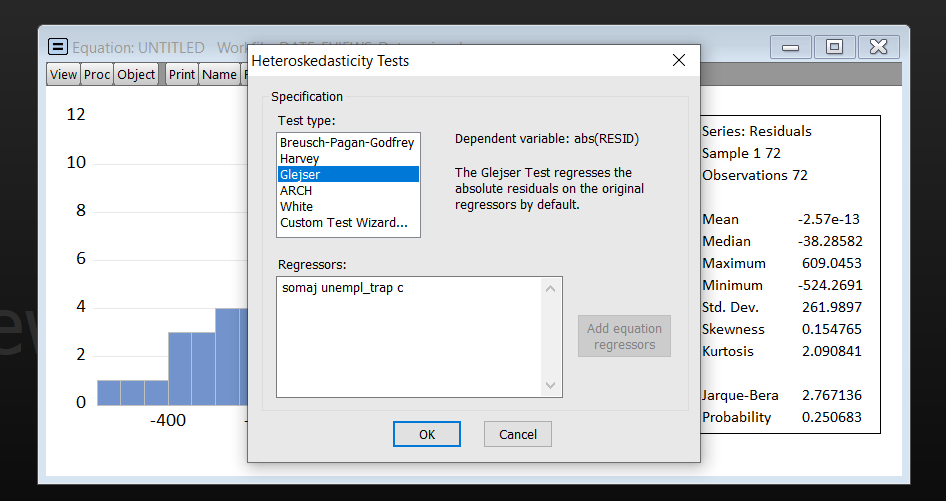 Equation: UNTITLED
View Proc Object Print Name
Heteroskedasticity Tests
Specification
Test type:
Breusch-Pagan-Godfrey
Harvey
Glejser
ARCH
White
Custom Test Wizard...
Dependent variable: abs(RESID)
The Glejser Test regresses the
absolute residuals on the original
regressors by default.
Regressors:
somaj unempl_trap c
Add equation
regressors
OK
Cancel
12
10
8
6
4
2
0
-400
Series: Residuals
Sample 1 72
Observations 72
Mean -2.57e-13
Median -38.28582
Maximum 609.0453
Minimum -524.2691
Std. Dev. 261.9897
Skewness 0.154765
Kurtosis 2.090841
Jarque-Bera 2.767136
Probability 0.250683